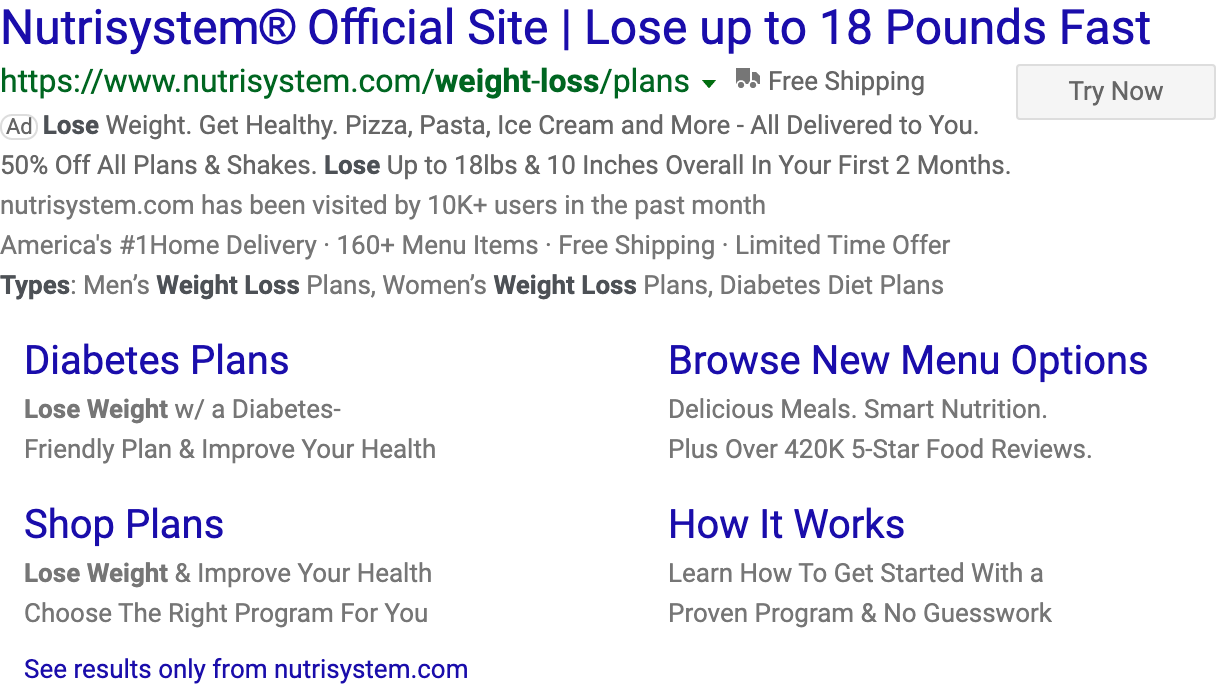 Nutrisystem® Official Site | Lose up to 18 Pounds Fast
https://www.nutrisystem.com/weight-loss/plans Free Shipping
Try Now
Ad Lose Weight. Get Healthy. Pizza, Pasta, Ice Cream and More - All Delivered to You.
50% Off All Plans & Shakes. Lose Up to 18lbs & 10 Inches Overall In Your First 2 Months.
nutrisystem.com has been visited by 10K+ users in the past month
America's #1Home Delivery · 160+ Menu Items · Free Shipping · Limited Time Offer
Types: Men’s Weight Loss Plans, Women’s Weight Loss Plans, Diabetes Diet Plans
Diabetes Plans
Lose Weight w/ a Diabetes-
Friendly Plan & Improve Your Health
Browse New Menu Options
Delicious Meals. Smart Nutrition.
Plus Over 420K 5-Star Food Reviews.
Shop Plans
Lose Weight & Improve Your Health
Choose The Right Program For You
How It Works
Learn How To Get Started With a
Proven Program & No Guesswork
See results only from nutrisystem.com